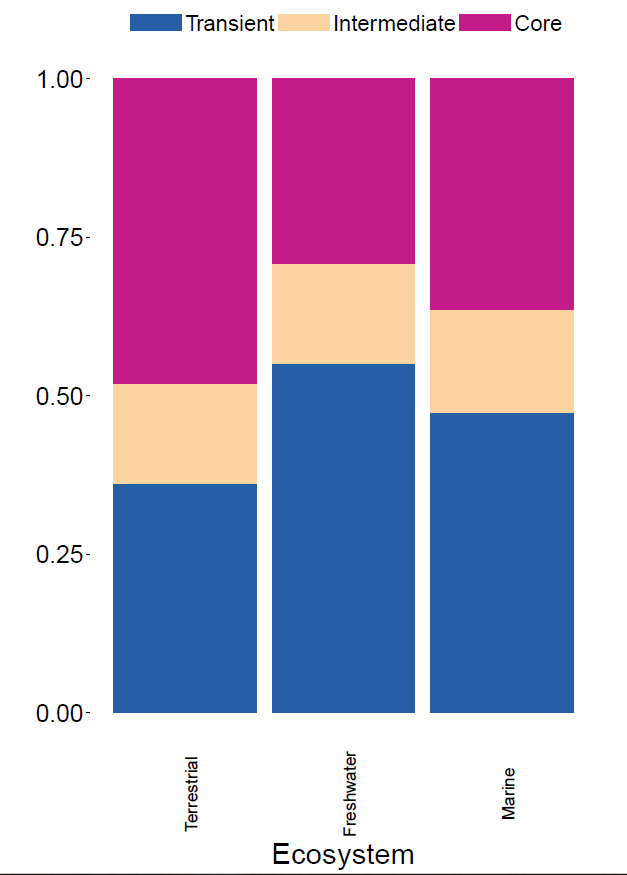 Transient Intermediate Core
1.00
0.75
0.50
0.25
0.00
Terrestrial
Freshwater
Marine
Ecosystem